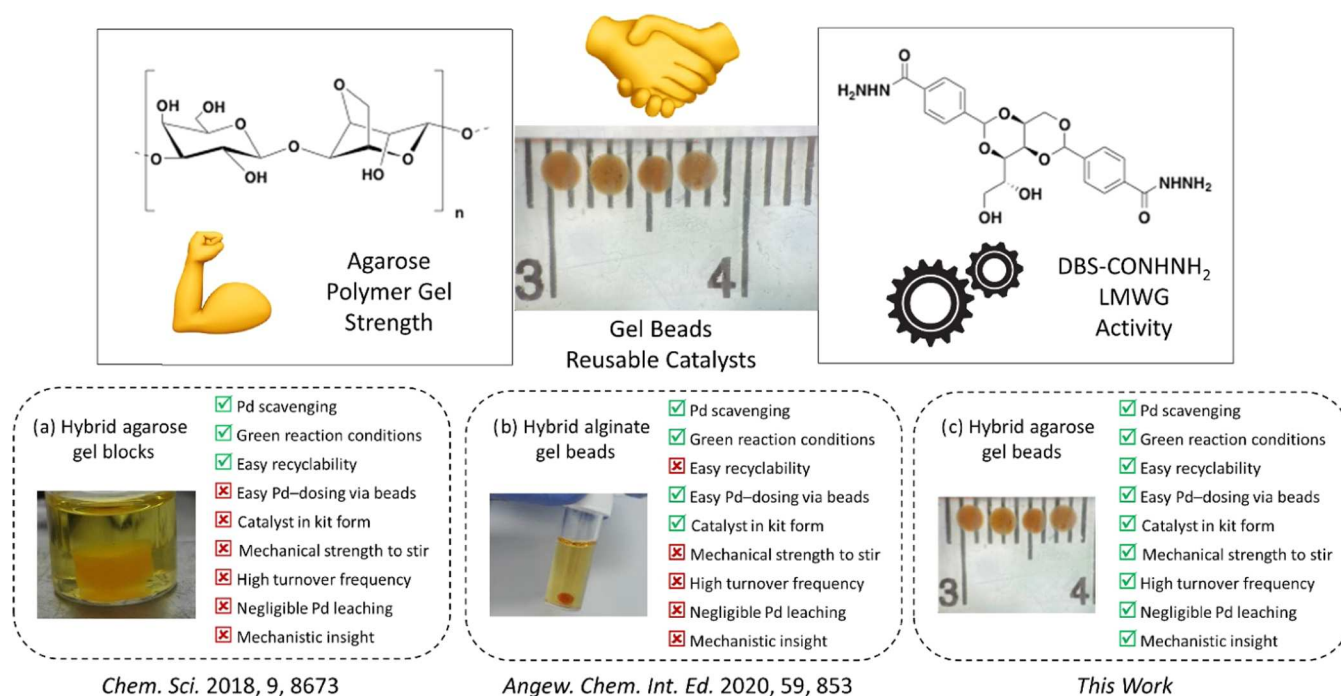 OH
OH
O
O
OH
O
O
O
HO
O
n
Agarose
Polymer Gel
Strength
3
4
Gel Beads
Reusable Catalysts
O
H₂NHN
O
O
O
O
O
O
OH
OH
NHNH₂
O
DBS-CONHNH₂
LMWG
Activity
(a) Hybrid agarose
gel blocks
Pd scavenging
Green reaction conditions
Easy recyclability
Easy Pd–dosing via beads
Catalyst in kit form
Mechanical strength to stir
High turnover frequency
Negligible Pd leaching
Mechanistic insight
Chem. Sci. 2018, 9, 8673
(b) Hybrid alginate
gel beads
Pd scavenging
Green reaction conditions
Easy recyclability
Easy Pd–dosing via beads
Catalyst in kit form
Mechanical strength to stir
High turnover frequency
Negligible Pd leaching
Mechanistic insight
Angew. Chem. Int. Ed. 2020, 59, 853
(c) Hybrid agarose
gel beads
3
4
Pd scavenging
Green reaction conditions
Easy recyclability
Easy Pd–dosing via beads
Catalyst in kit form
Mechanical strength to stir
High turnover frequency
Negligible Pd leaching
Mechanistic insight
This Work